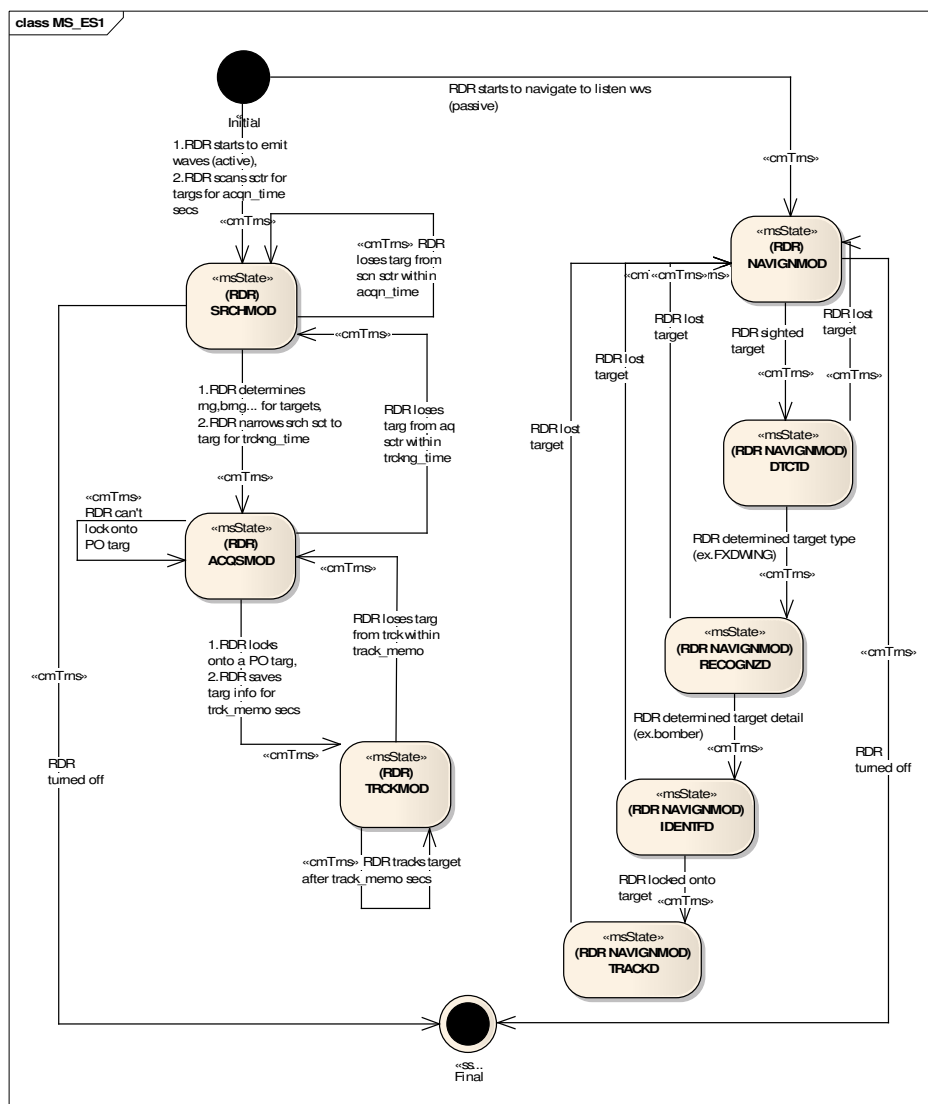 class MS_ES1
«
Initial
RDR starts to navigate to listen wvs
(passive)
«cmTrns»
1.RDR starts to emit
waves (active),
2.RDR scans sctr for
targs for acqn_time
secs
«cmTrns»
«cmTrns» RDR
loses targ from
scn sctr within
acqn_time
«msState»
(RDR)
SRCHMOD
«cmTrns»
1.RDR determines
rng,brng... for targets,
2.RDR narrows srch sct to
targ for trckng_time
«cmTrns»
RDR loses
targ from aq
sctr within
trckng_time
«cmTrns»
RDR can't
lock onto
PO targ
«msState»
(RDR)
ACQSMOD
«cmTrns»
RDR loses targ
from trck within
track_memo
1.RDR locks
onto a PO targ,
2.RDR saves
targ info for
trck_memo secs
«cmTrns»
«msState»
(RDR)
TRCKMOD
«cmTrns» RDR tracks target
after track_memo secs
«cmTrns»
RDR
turned off
«msState»
(RDR)
NAVIGNMOD
«cm'«cmTrns»rns»
RDR lost
target
RDR sighted
target
«cmTrns»
RDR lost
target
«cmTrns»
RDR lost
target
RDR lost
target
«msState»
(RDR NAVIGNMOD)
DTCTD
RDR determined target type
(ex.FXDWING)
«cmTrns»
«msState»
(RDR NAVIGNMOD)
RECOGNZD
RDR determined target detail
(ex.bomber)
«cmTrns»
«msState»
(RDR NAVIGNMOD)
IDENTFD
RDR locked onto
target
«cmTrns»
«msState»
(RDR NAVIGNMOD)
TRACKD
«cmTrns»
RDR
turned off
«ss...
Final